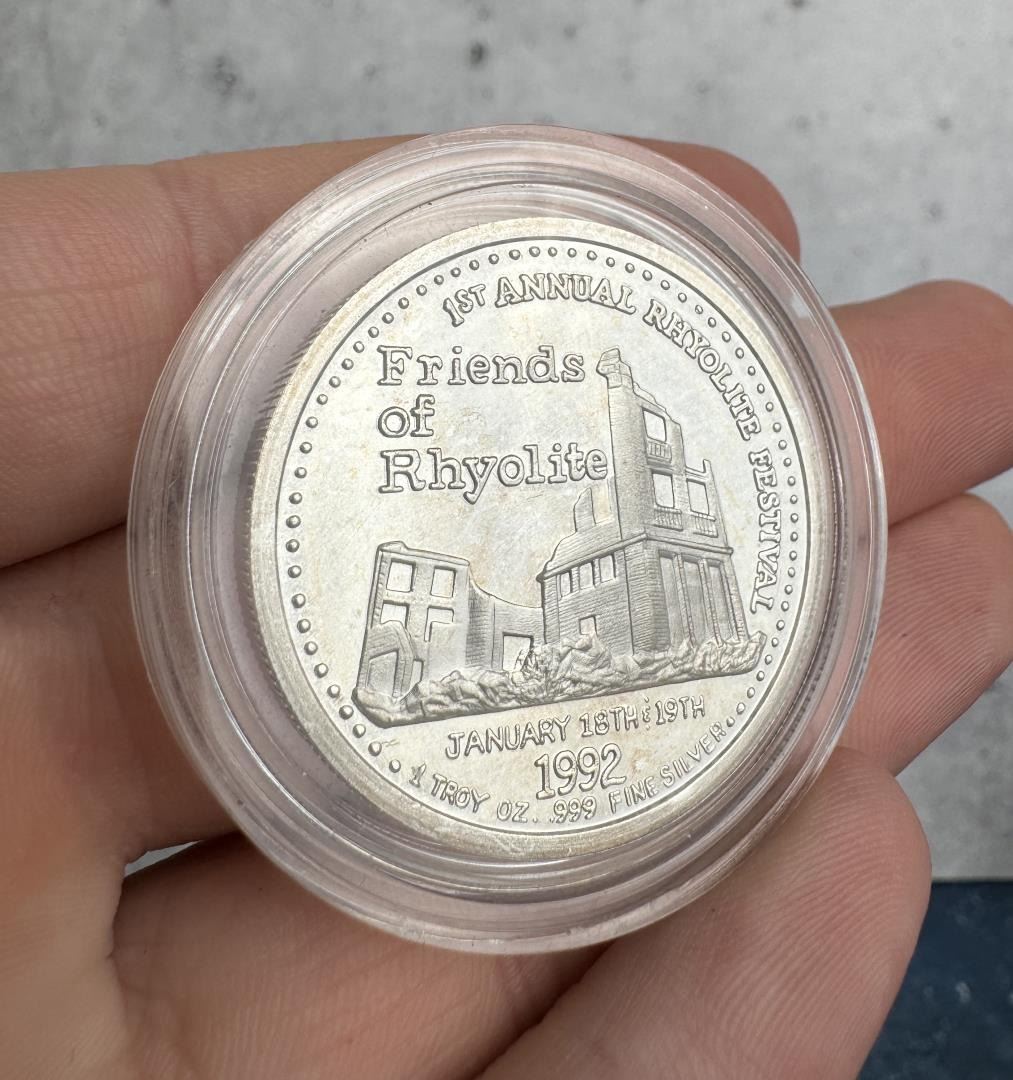 1ST ANNUAL RHYOLITE FESTIVAL
Friends
of
Rhyolite
JANUARY 18TH & 19TH
1992
1 TROY OZ. .999 FINE SILVER